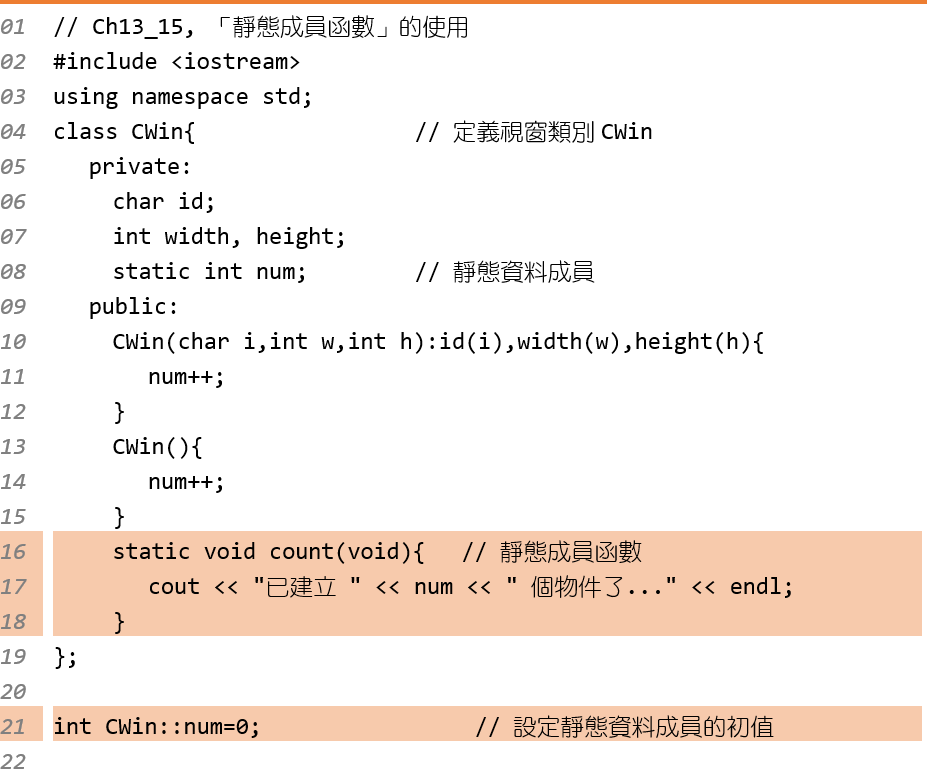 01 // Ch13_15, 「靜態成員函數」的使用
02 #include <iostream>
03 using namespace std;
04 class CWin{ // 定義視窗類別 CWin
05 private:
06 char id;
07 int width, height;
08 static int num; // 靜態資料成員
09 public:
10 CWin(char i,int w,int h):id(i),width(w),height(h){
11 num++;
12 }
13 CWin(){
14 num++;
15 }
16 static void count(void){ // 靜態成員函數
17 cout << "已建立 " << num << " 個物件了..." << endl;
18 }
19 };
20
21 int CWin::num=0; // 設定靜態資料成員的初值
22